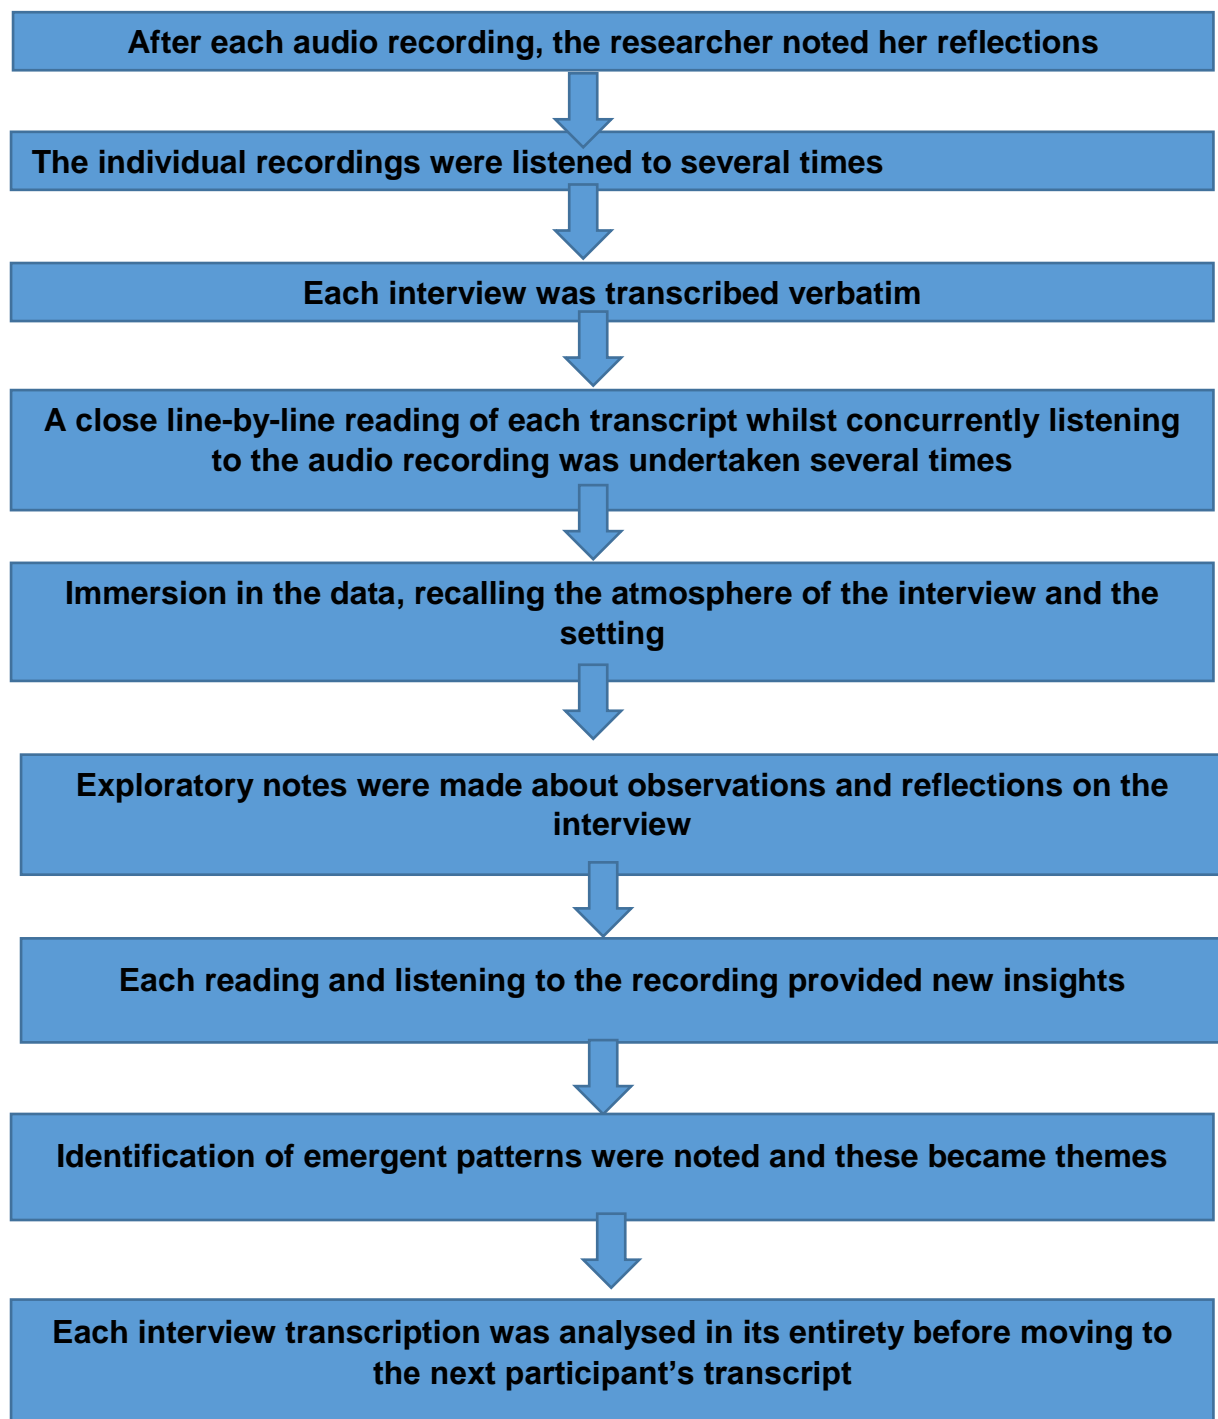 After each audio recording, the researcher noted her reflections
The individual recordings were listened to several times
Each interview was transcribed verbatim
A close line-by-line reading of each transcript whilst concurrently listening
to the audio recording was undertaken several times
Immersion in the data, recalling the atmosphere of the interview and the
setting
Exploratory notes were made about observations and reflections on the
interview
Each reading and listening to the recording provided new insights
Identification of emergent patterns were noted and these became themes
Each interview transcription was analysed in its entirety before moving to
the next participant’s transcript